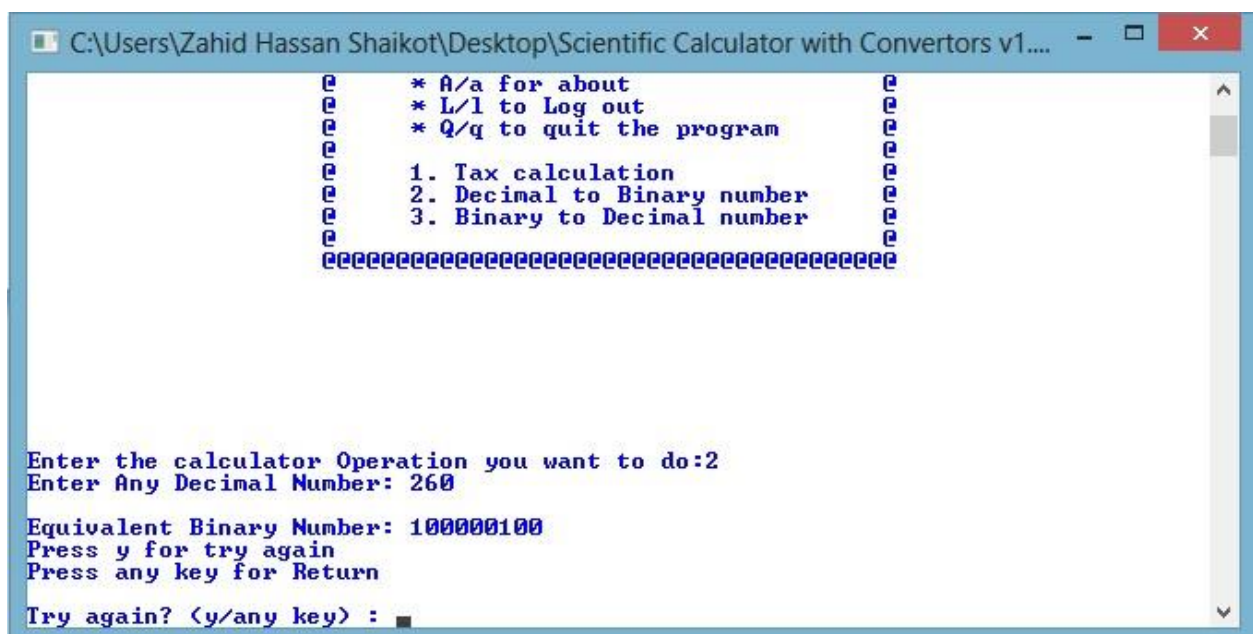 C:\Users\Zahid Hassan Shaikot\Desktop\Scientific Calculator with Convertors v1....
@ * A/a for about @
@ * L/l to Log out @
@ * Q/q to quit the program @
@ @
@ 1. Tax calculation @
@ 2. Decimal to Binary number @
@ 3. Binary to Decimal number @
@ @
@@@@@@@@@@@@@@@@@@@@@@@@@@@@@@@@@@@@@@@
Enter the calculator Operation you want to do:2
Enter Any Decimal Number: 260
Equivalent Binary Number: 100000100
Press y for try again
Press any key for Return
Try again? (y/any key) :